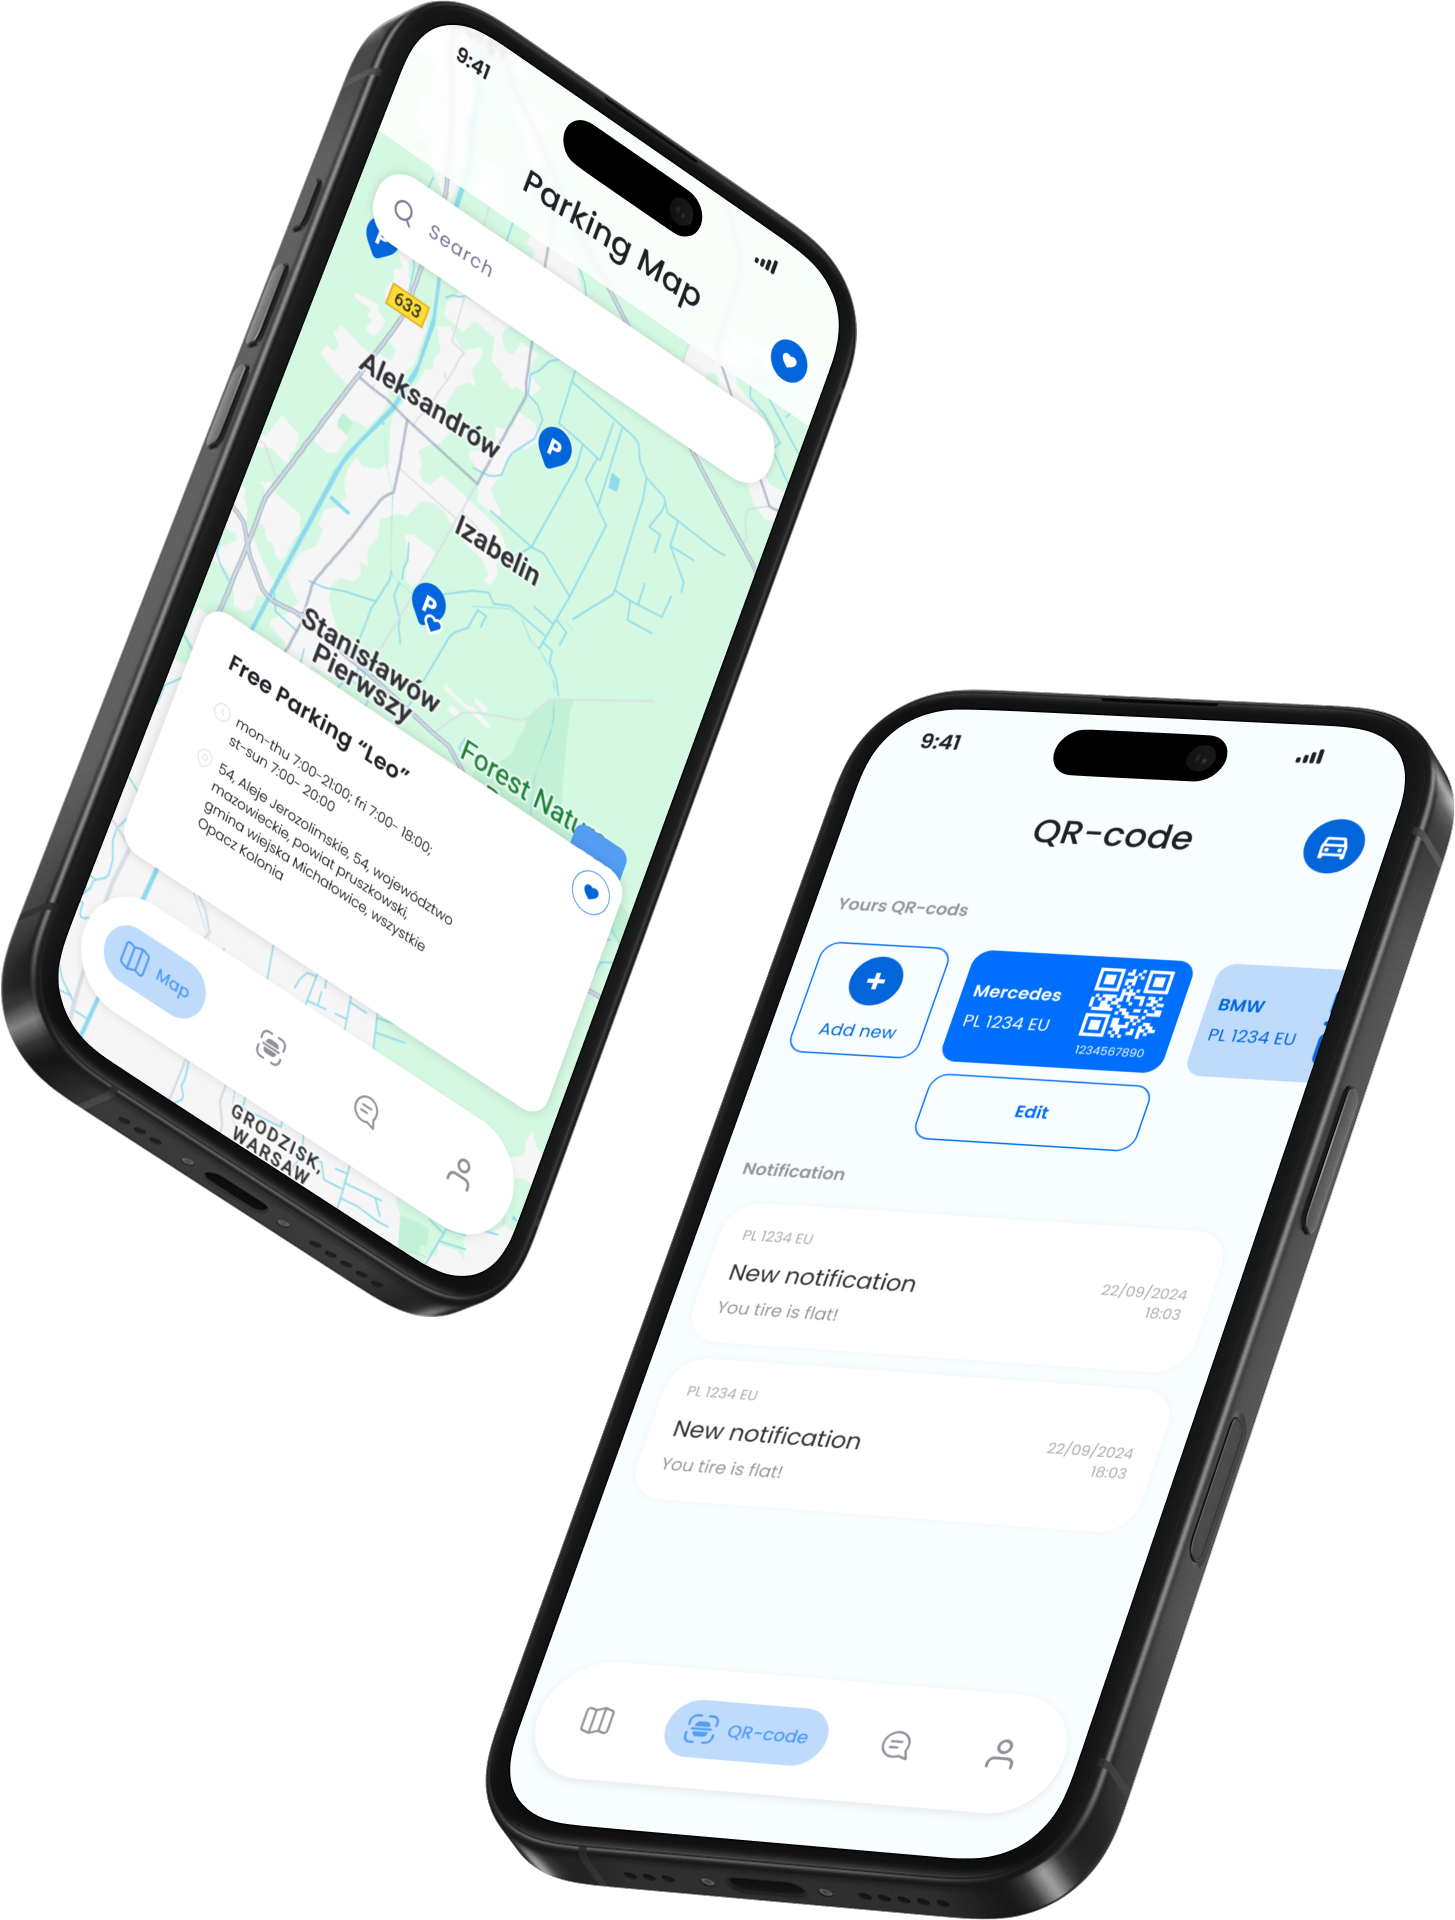 9:41
Parking Map
Search
P
633
Aleksandrów
P
Izabelin
P
Stanisławów
Pierwszy
Forest Nature
Free Parking “Leo”
mon-thu 7:00-21:00; fri 7:00- 18:00;
st-sun 7:00- 20:00
54, Aleje Jerozolimskie, 54, województwo
mazowieckie, powiat pruszkowski,
gmina wiejska Michałowice, wszystkie
Opacz Kolonia
Map
GRODZISK,
WARSAW
9:41
QR-code
Yours QR-cods
Add new
Mercedes
PL 1234 EU
1234567890
BMW
PL 1234 EU
Edit
Notification
PL 1234 EU
New notification
You tire is flat!
22/09/2024
18:03
PL 1234 EU
New notification
You tire is flat!
22/09/2024
18:03
QR-code